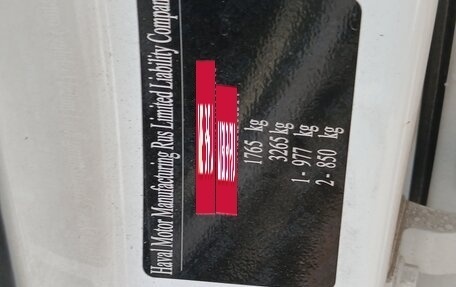 Haval Motor Manufacturing Rus Limited Liability Company
1765 kg
3265 kg
1- 977 kg
2- 850 kg